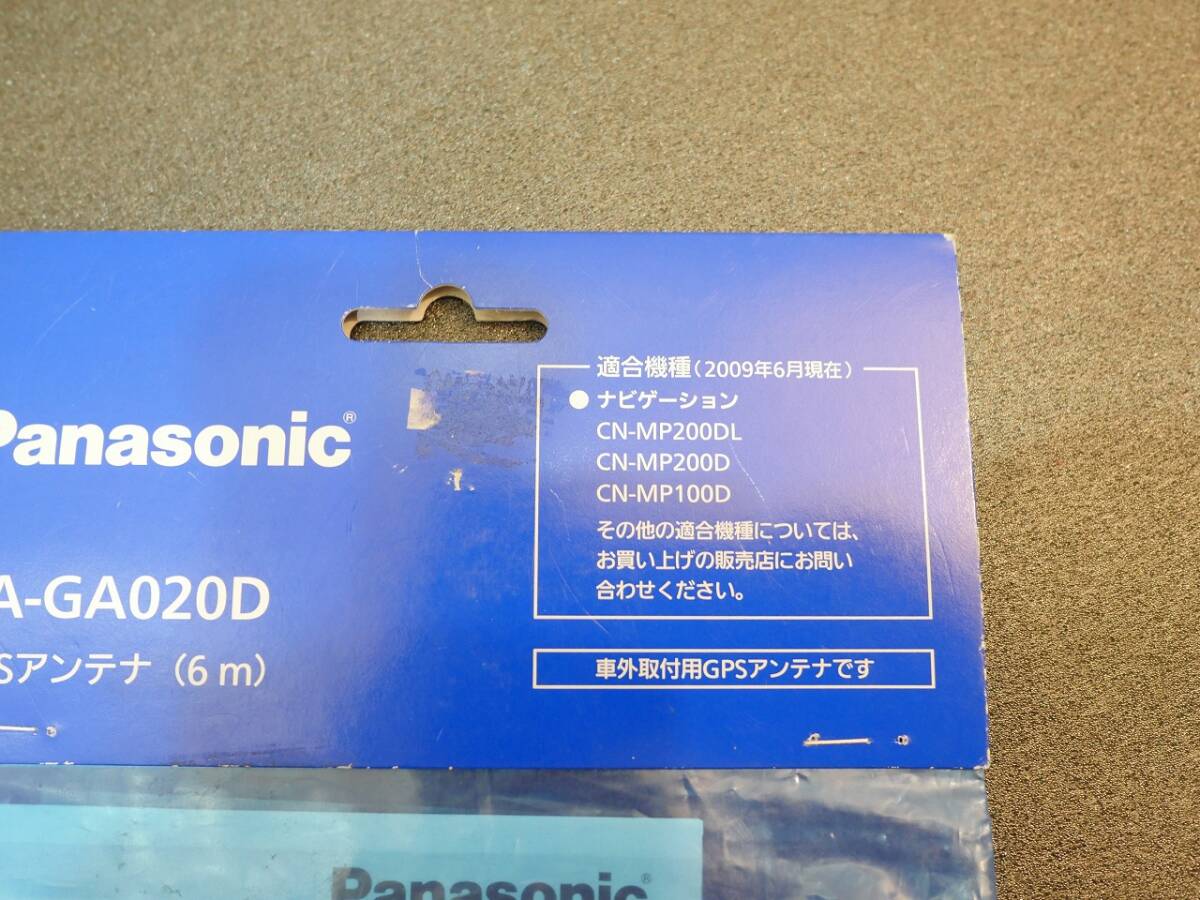 Panasonic®
A-GA020D
Sアンテナ（6 m）
適合機種（2009年6月現在）
● ナビゲーション
CN-MP200DL
CN-MP200D
CN-MP100D
その他の適合機種については、
お買い上げの販売店にお問い
合わせください。
車外取付用GPSアンテナです
Panasonic®